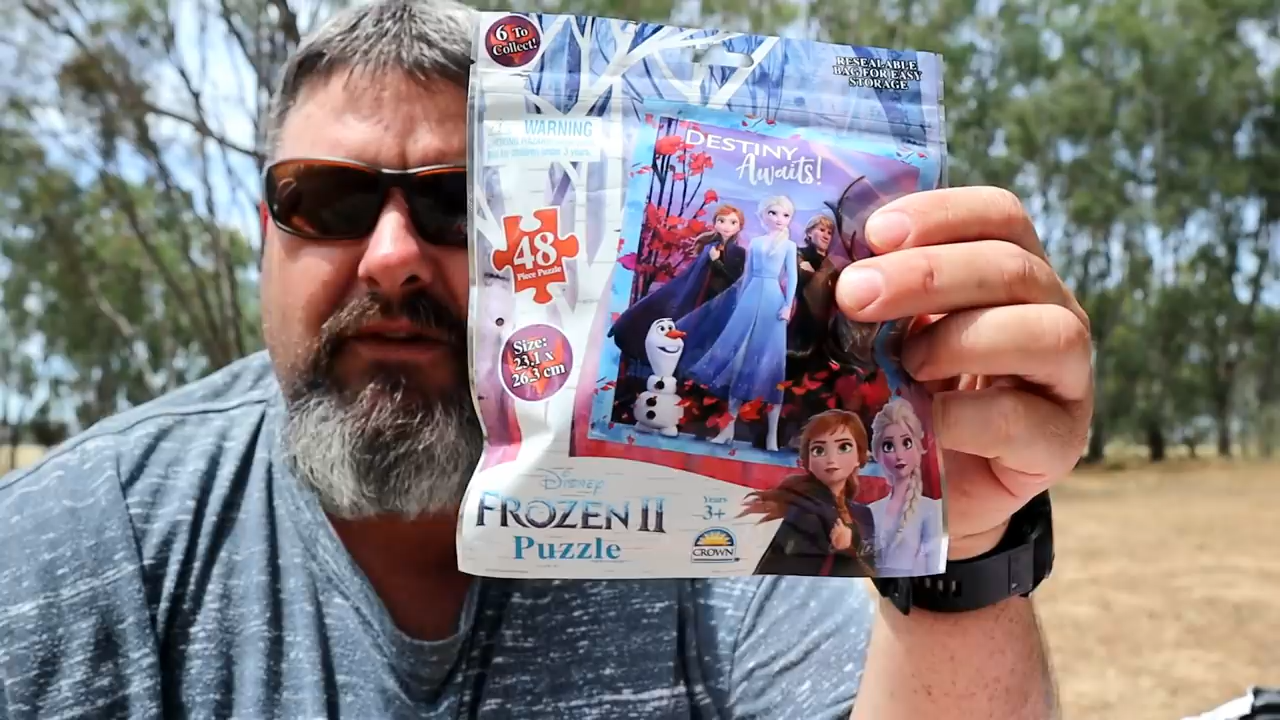 6 To
Collect!
RESEALABLE
BAG FOR EASY
STORAGE
WARNING
DESTINY
Awaits!
48
Piece Puzzle
Size:
23.1 x
26.3 cm
Disney
FROZEN II
Puzzle
Years
3+
CROWN